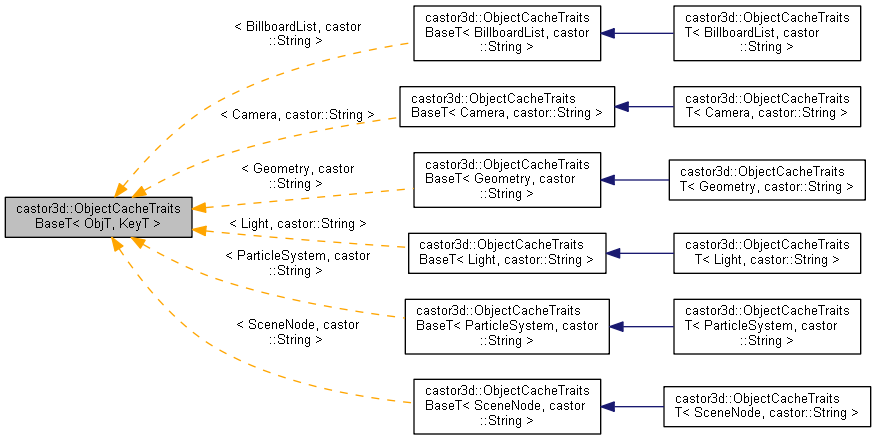 castor3d::ObjectCacheTraits
BaseT< ObjT, KeyT >
< BillboardList, castor
::String >
< Camera, castor::String >
< Geometry, castor
::String >
< Light, castor::String >
< ParticleSystem, castor
::String >
< SceneNode, castor
::String >
castor3d::ObjectCacheTraits
BaseT< BillboardList, castor
::String >
castor3d::ObjectCacheTraits
T< BillboardList, castor
::String >
castor3d::ObjectCacheTraits
BaseT< Camera, castor::String >
castor3d::ObjectCacheTraits
T< Camera, castor::String >
castor3d::ObjectCacheTraits
BaseT< Geometry, castor
::String >
castor3d::ObjectCacheTraits
T< Geometry, castor::String >
castor3d::ObjectCacheTraits
BaseT< Light, castor::String >
castor3d::ObjectCacheTraits
T< Light, castor::String >
castor3d::ObjectCacheTraits
BaseT< ParticleSystem, castor
::String >
castor3d::ObjectCacheTraits
T< ParticleSystem, castor
::String >
castor3d::ObjectCacheTraits
BaseT< SceneNode, castor
::String >
castor3d::ObjectCacheTraits
T< SceneNode, castor::String >